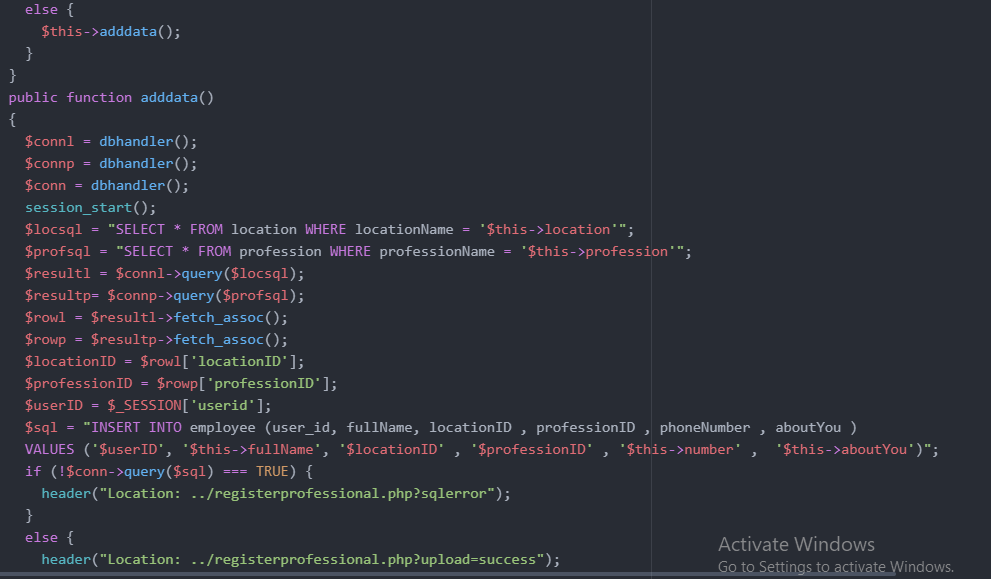 else {
$this->adddata();
}
}
public function adddata()
{
$connl = dbhandler();
$connp = dbhandler();
$conn = dbhandler();
session_start();
$locsql = "SELECT * FROM location WHERE locationName = '$this->location'";
$profsql = "SELECT * FROM profession WHERE professionName = '$this->profession'";
$resultl = $connl->query($locsql);
$resultp= $connp->query($profsql);
$rowl = $resultl->fetch_assoc();
$rowp = $resultp->fetch_assoc();
$locationID = $rowl['locationID'];
$professionID = $rowp['professionID'];
$userID = $_SESSION['userid'];
$sql = "INSERT INTO employee (user_id, fullName, locationID , professionID , phoneNumber , aboutYou )
VALUES ('$userID', '$this->fullName', '$locationID' , '$professionID' , '$this->number' ,  '$this->aboutYou')";
if (!$conn->query($sql) === TRUE) {
header("Location: ../registerprofessional.php?sqlerror");
}
else {
header("Location: ../registerprofessional.php?upload=success");
Activate Windows
Go to Settings to activate Windows.